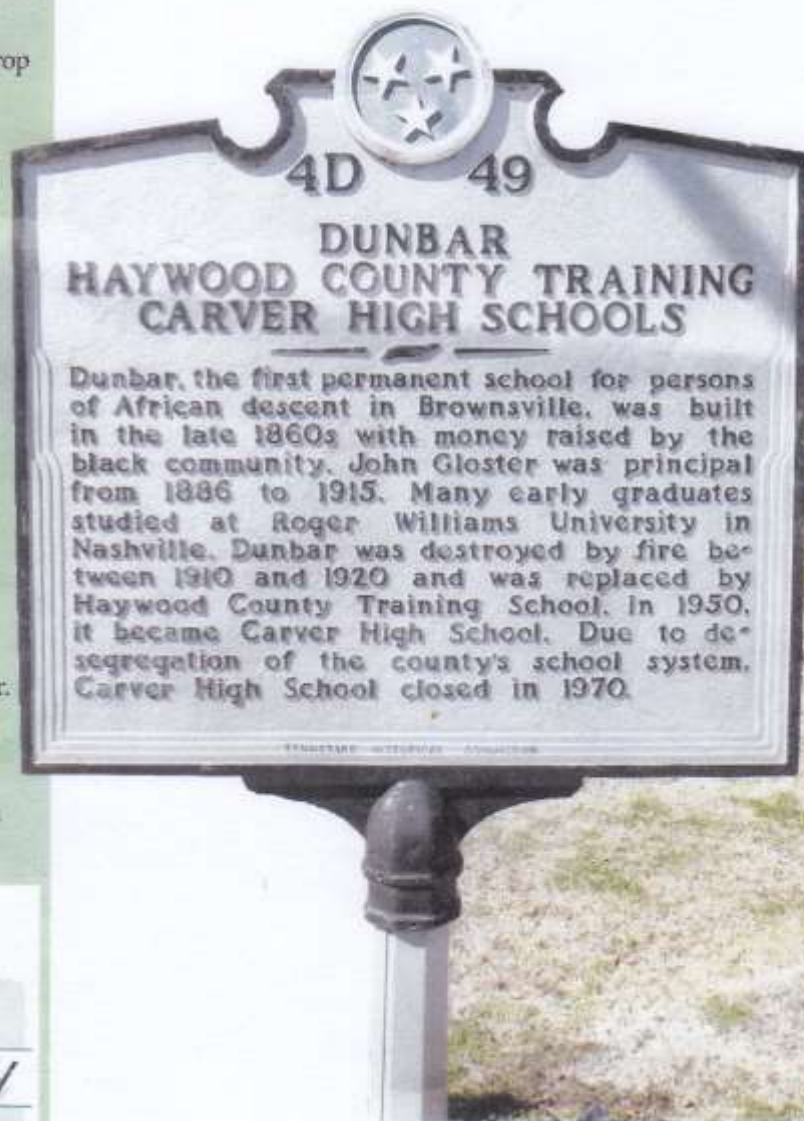 rop
4D 49
DUNBAR
HAYWOOD COUNTY TRAINING
CARVER HIGH SCHOOLS
Dunbar, the first permanent school for persons
of African descent in Brownsville, was built
in the late 1860s with money raised by the
black community. John Gloster was principal
from 1886 to 1915. Many early graduates
studied at Roger Williams University in
Nashville. Dunbar was destroyed by fire be-
tween 1910 and 1920 and was replaced by
Haywood County Training School. In 1950,
it became Carver High School. Due to de-
segregation of the county's school system,
Carver High School closed in 1970.
TENNESSEE HISTORICAL COMMISSION
r.